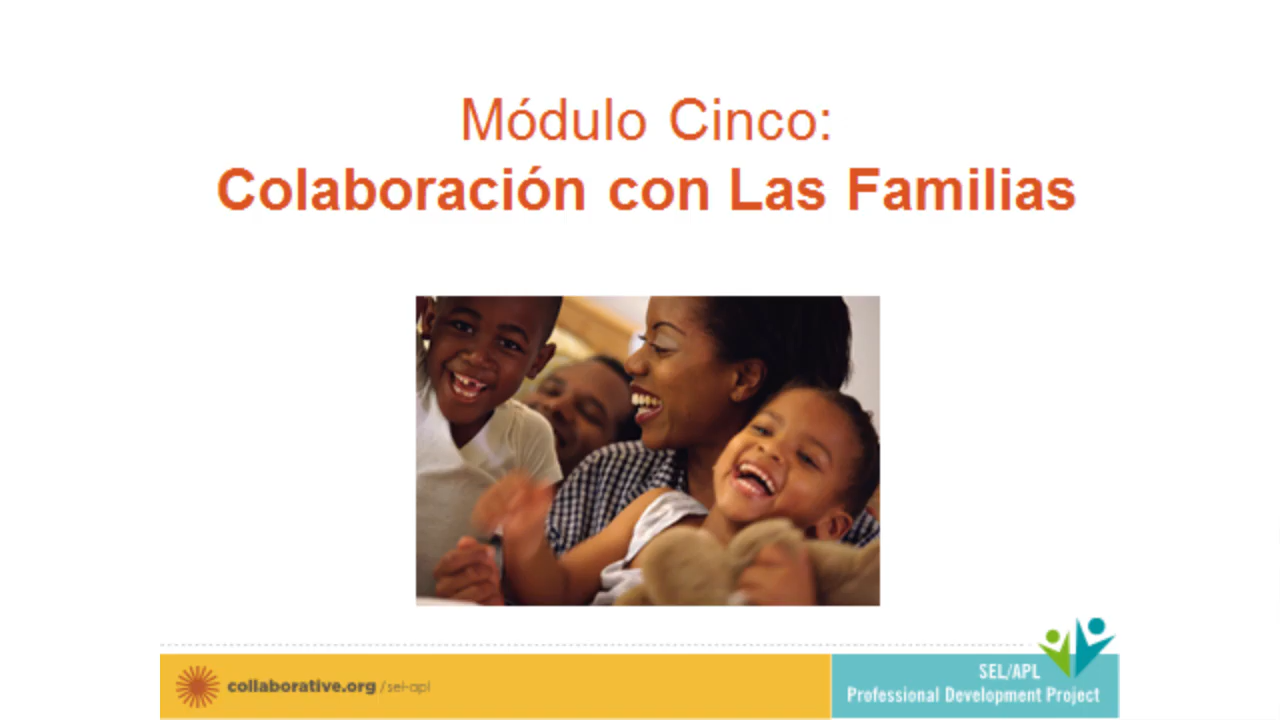 Módulo Cinco:
Colaboración con Las Familias
collaborative.org /sel-apl
SEL/APL
Professional Development Project